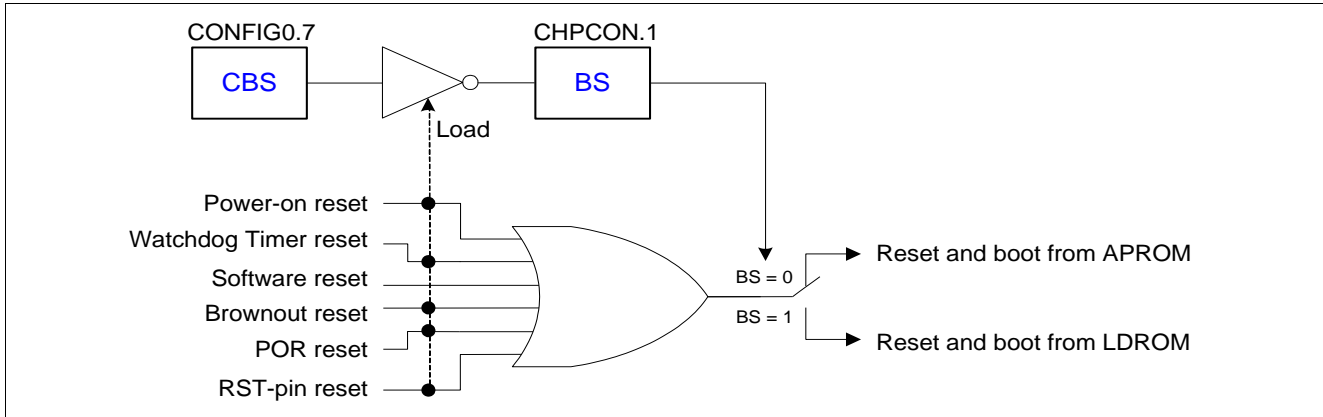 CONFIG0.7
CHPCON.1
CBS
BS
Load
Power-on reset
Watchdog Timer reset
Software reset
Brownout reset
POR reset
RST-pin reset
BS = 0
BS = 1
Reset and boot from APROM
Reset and boot from LDROM